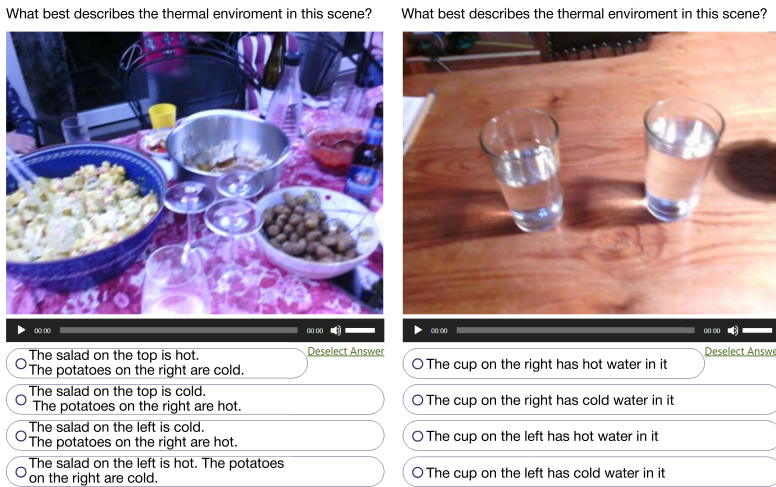 What best describes the thermal enviroment in this scene?
00:00
00:00
Deselect Answer
The salad on the top is hot.
The potatoes on the right are cold.
The salad on the top is cold.
The potatoes on the right are hot.
The salad on the left is cold.
The potatoes on the right are hot.
The salad on the left is hot. The potatoes
on the right are cold.
What best describes the thermal enviroment in this scene?
00:00
00:00
Deselect Answe
The cup on the right has hot water in it
The cup on the right has cold water in it
The cup on the left has hot water in it
The cup on the left has cold water in it